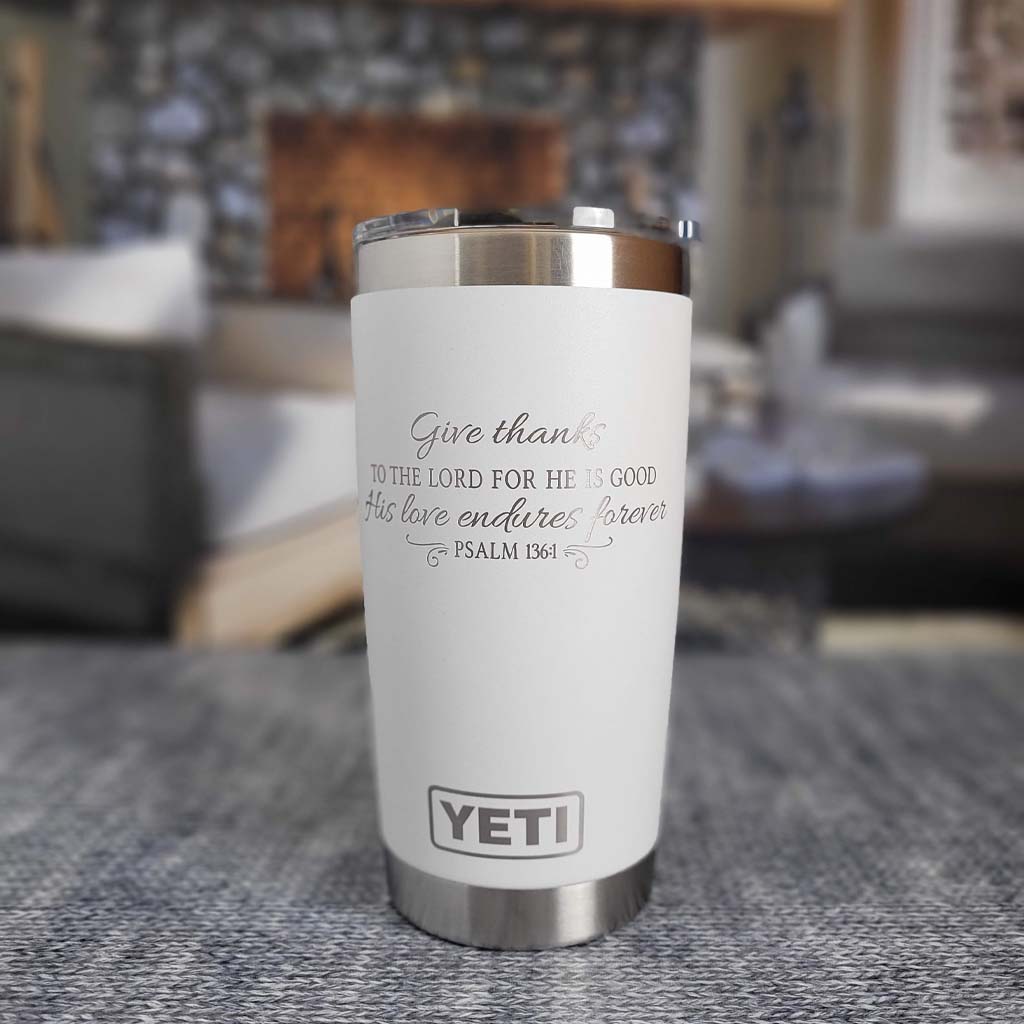 Give thanks
TO THE LORD FOR HE IS GOOD
His love endures forever
PSALM 136:1
YETI